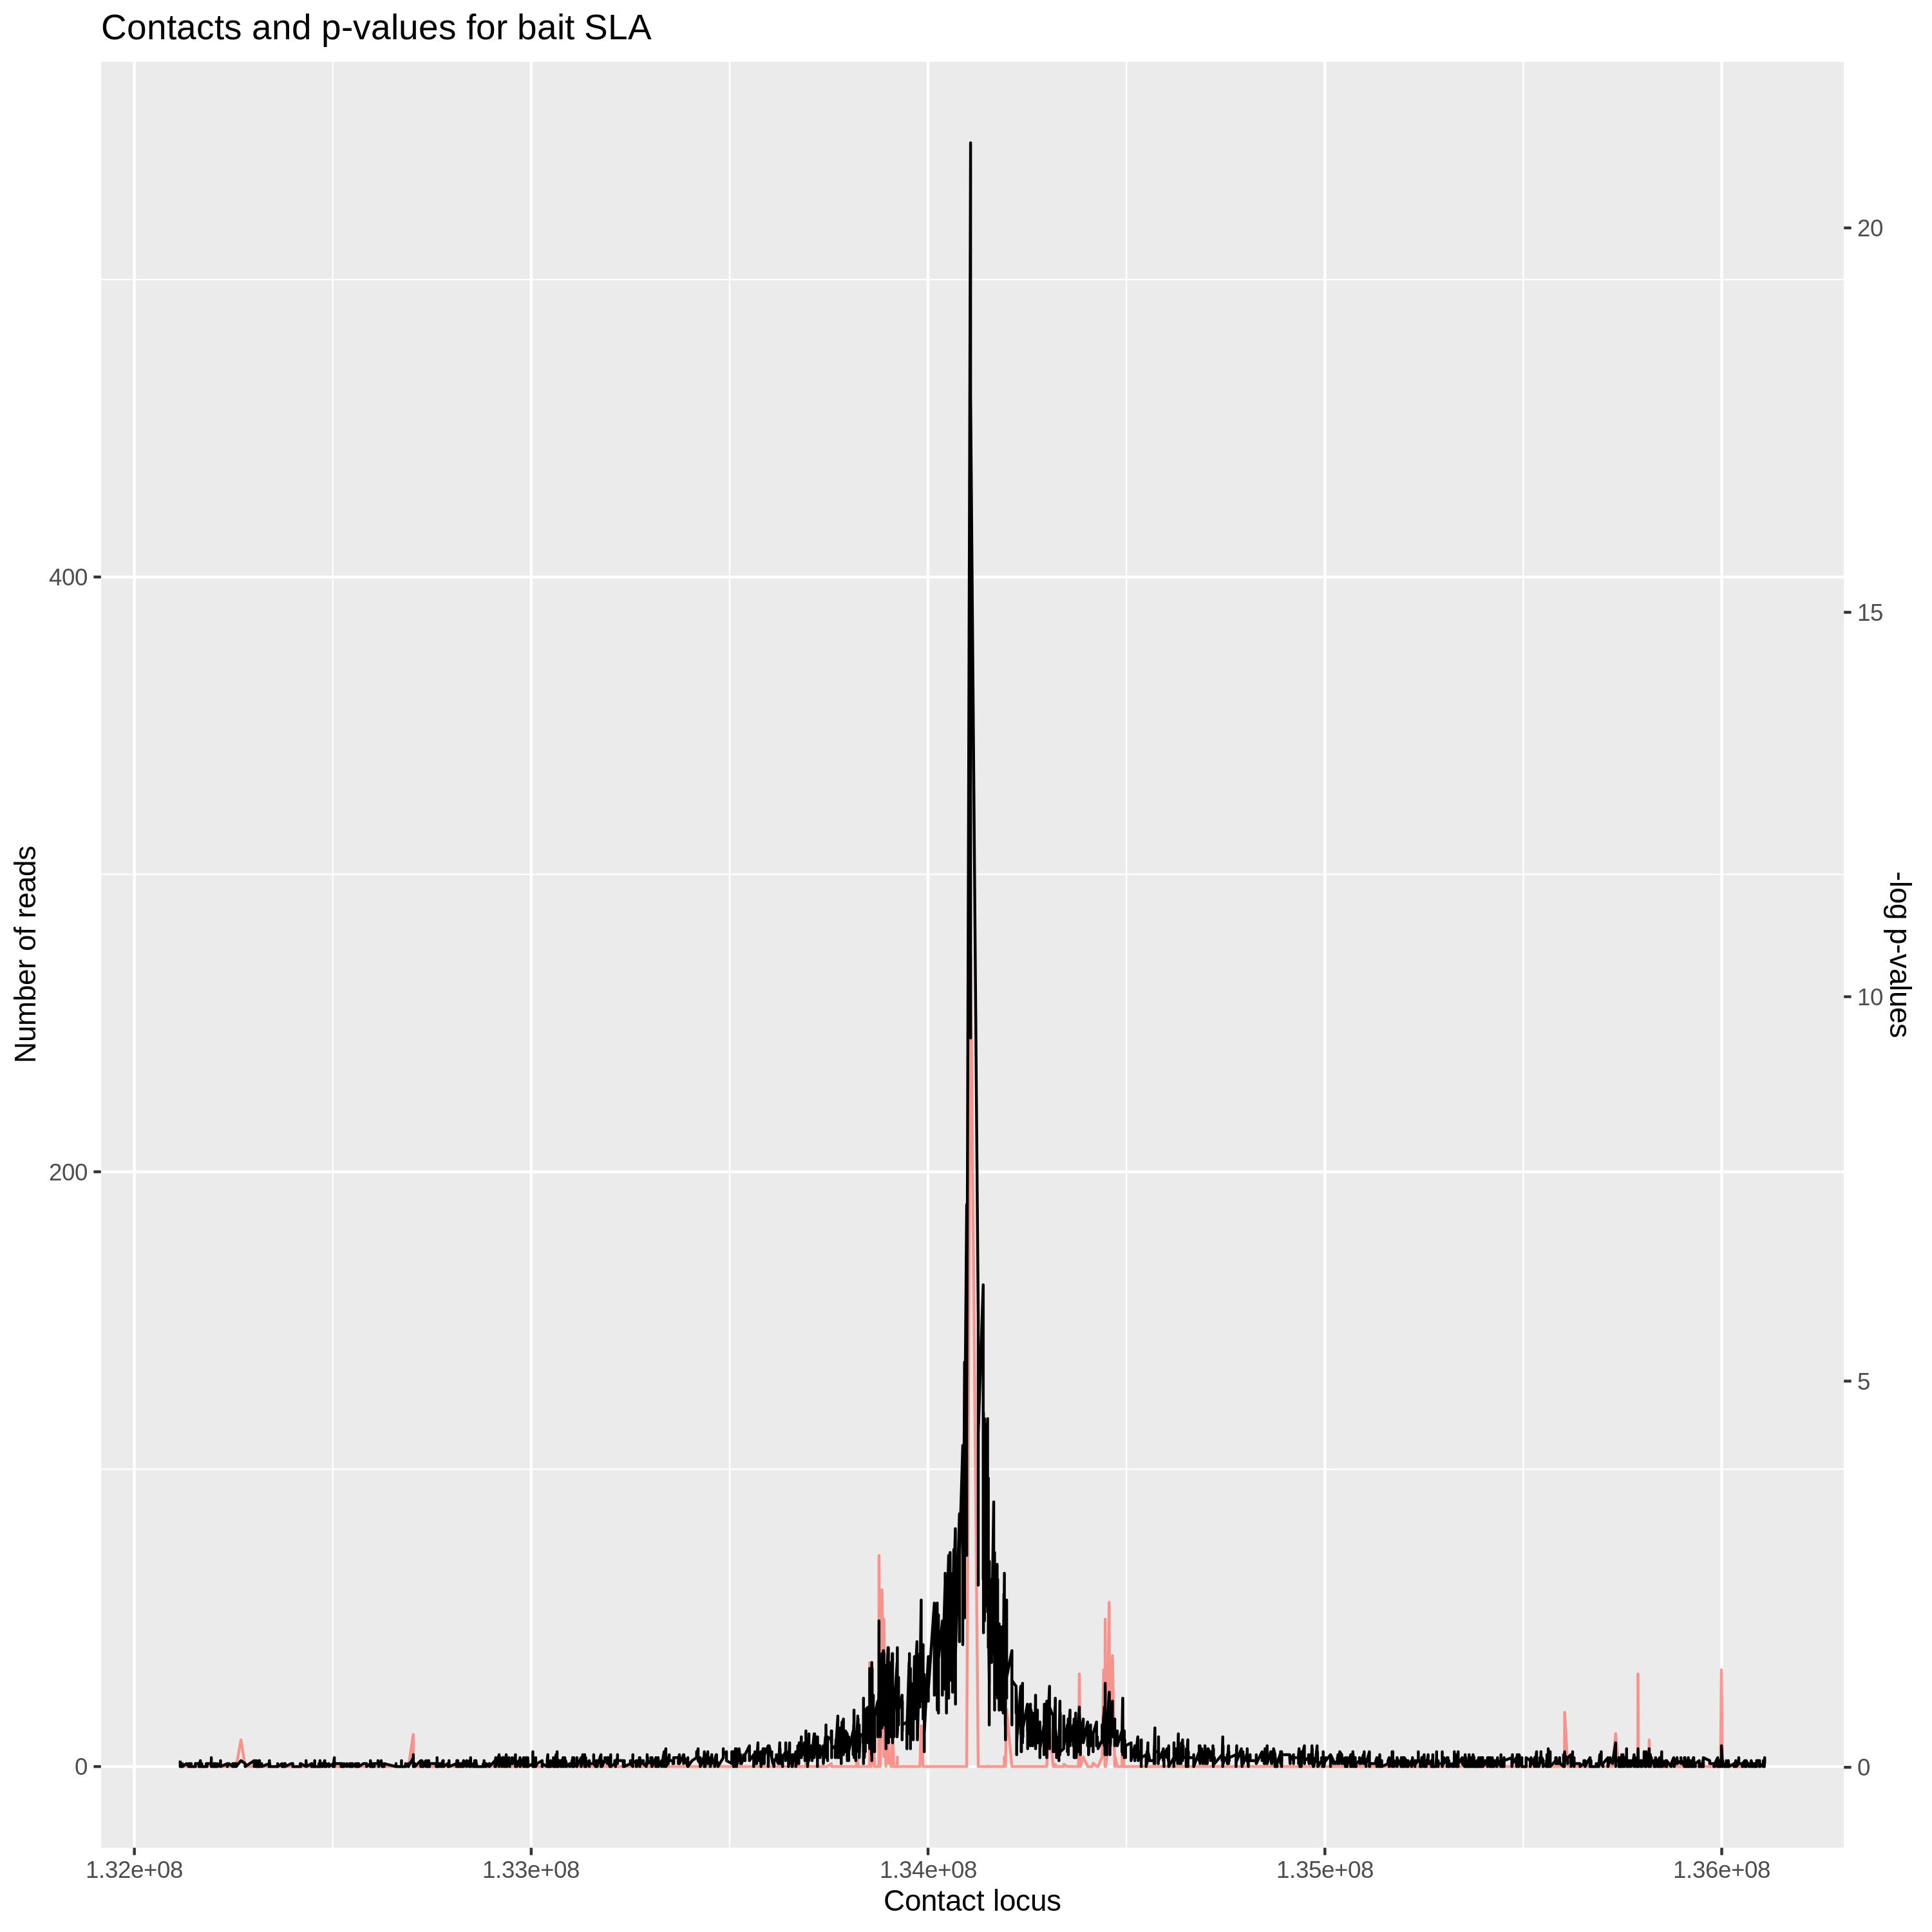 Contacts and p-values for bait SLA
20
400
15
Number of reads
-log p-values
10
200
5
0
0
1.32e+08
1.33e+08
1.34e+08
1.35e+08
1.36e+08
Contact locus